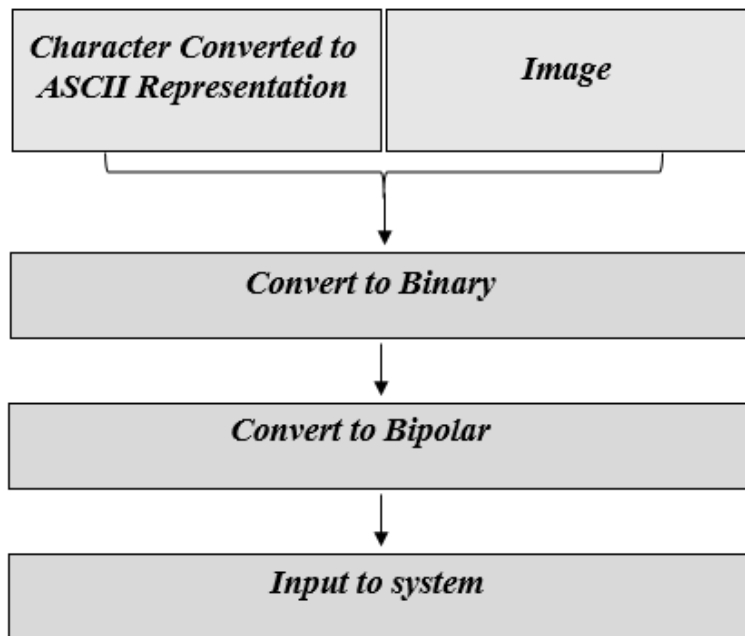 Character Converted to
ASCII Representation
Image
Convert to Binary
Convert to Bipolar
Input to system